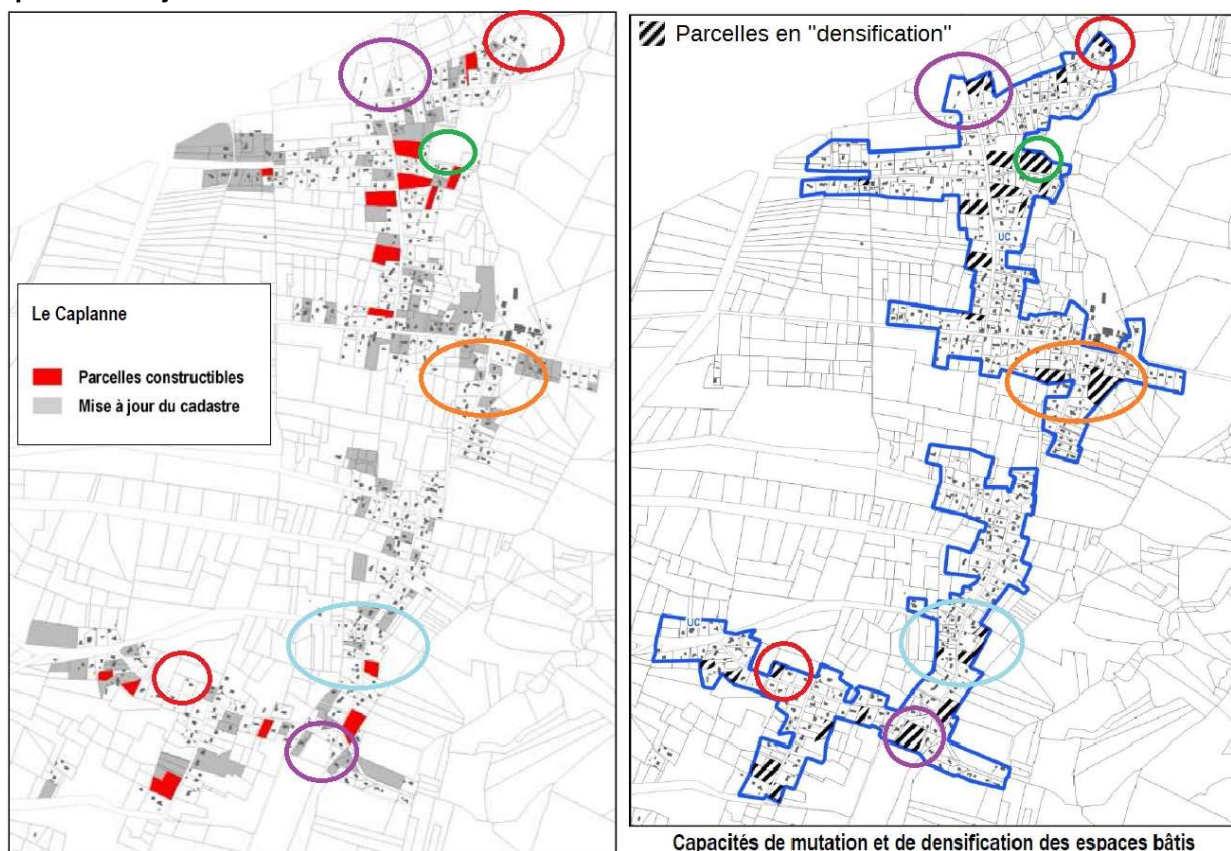 Le Caplanne
Parcelles constructibles
Mise à jour du cadastre
Parcelles en "densification"
UC
UC
Capacités de mutation et de densification des espaces bâtis